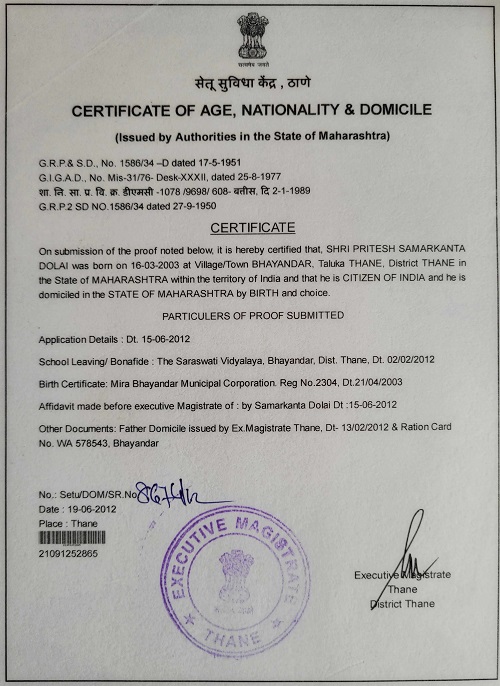 सत्यमेव जयते
सेतू सुविधा केंद्र , ठाणे
CERTIFICATE OF AGE, NATIONALITY & DOMICILE
(Issued by Authorities in the State of Maharashtra)
G.R.P.& S.D., No. 1586/34 –D dated 17-5-1951
G.I.G.A.D., No. Mis-31/76- Desk-XXXII, dated 25-8-1977
शा. नि. सा. प्र. वि. क्र. डीएमसी -1078 /9698/ 608- बतीस, दि 2-1-1989
G.R.P.2 SD NO.1586/34 dated 27-9-1950
CERTIFICATE
On submission of the proof noted below, it is hereby certified that, SHRI PRITESH SAMARKANTA
DOLAI was born on 16-03-2003 at Village/Town BHAYANDAR, Taluka THANE, District THANE in
the State of MAHARASHTRA within the territory of India and that he is CITIZEN OF INDIA and he is
domiciled in the STATE OF MAHARASHTRA by BIRTH and choice.
PARTICULERS OF PROOF SUBMITTED
Application Details : Dt. 15-06-2012
School Leaving/ Bonafide : The Saraswati Vidyalaya, Bhayandar, Dist. Thane, Dt. 02/02/2012
Birth Certificate: Mira Bhayandar Municipal Corporation. Reg No.2304, Dt.21/04/2003
Affidavit made before executive Magistrate of : by Samarkanta Dolai Dt :15-06-2012
Other Documents: Father Domicile issued by Ex.Magistrate Thane, Dt- 13/02/2012 & Ration Card
No. WA 578543, Bhayandar
No.: Setu/DOM/SR.No
Date : 19-06-2012
Place : Thane
21091252865
EXECUTIVE MAGISTRATE
THANE
Executive Magistrate
Thane
District Thane